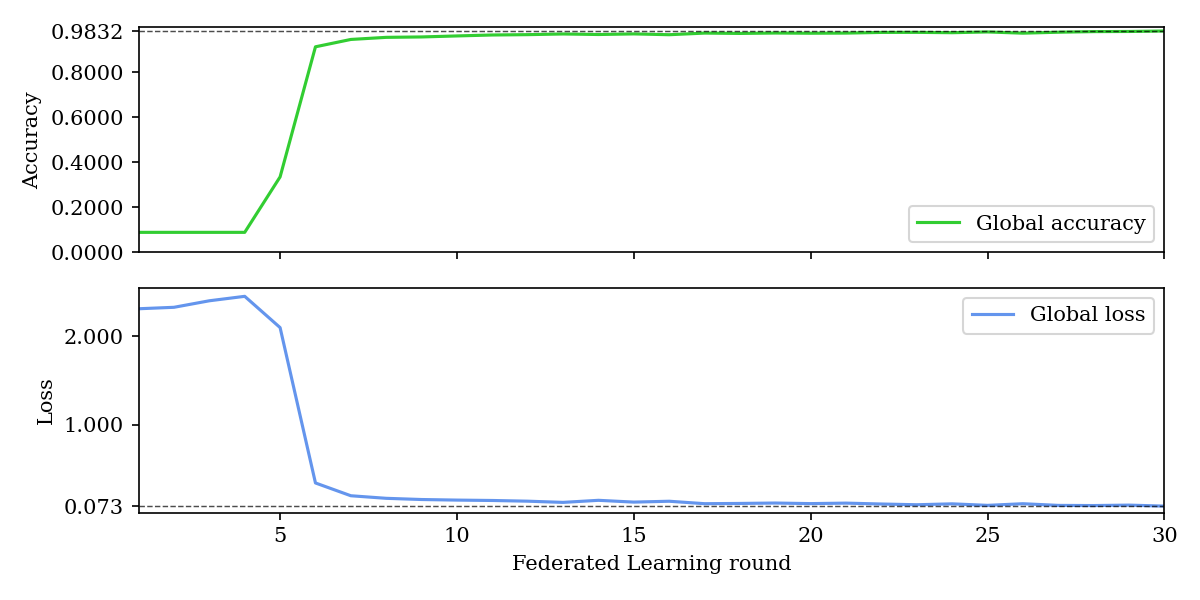 0.9832
0.8000
0.6000
0.4000
0.2000
0.0000
Accuracy
Global accuracy
2.000
1.000
0.073
Loss
Global loss
5 10 15 20 25 30
Federated Learning round